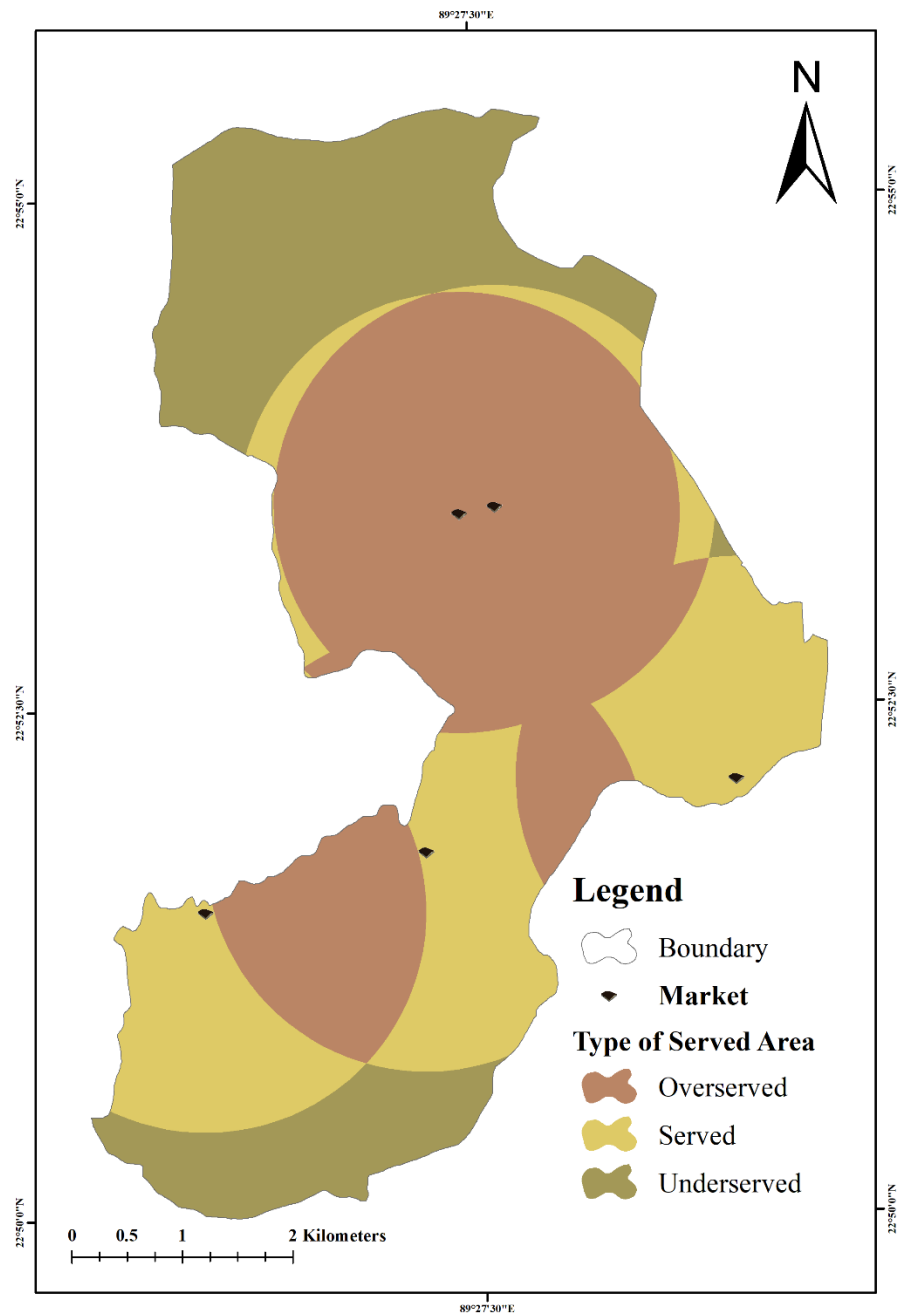 89°27'30"E
N
22°55'0"N
22°55'0"N
22°52'30"N
22°52'30"N
Legend
Boundary
Market
Type of Served Area
Overserved
Served
Underserved
22°50'0"N
22°50'0"N
0 0.5 1 2 Kilometers
89°27'30"E